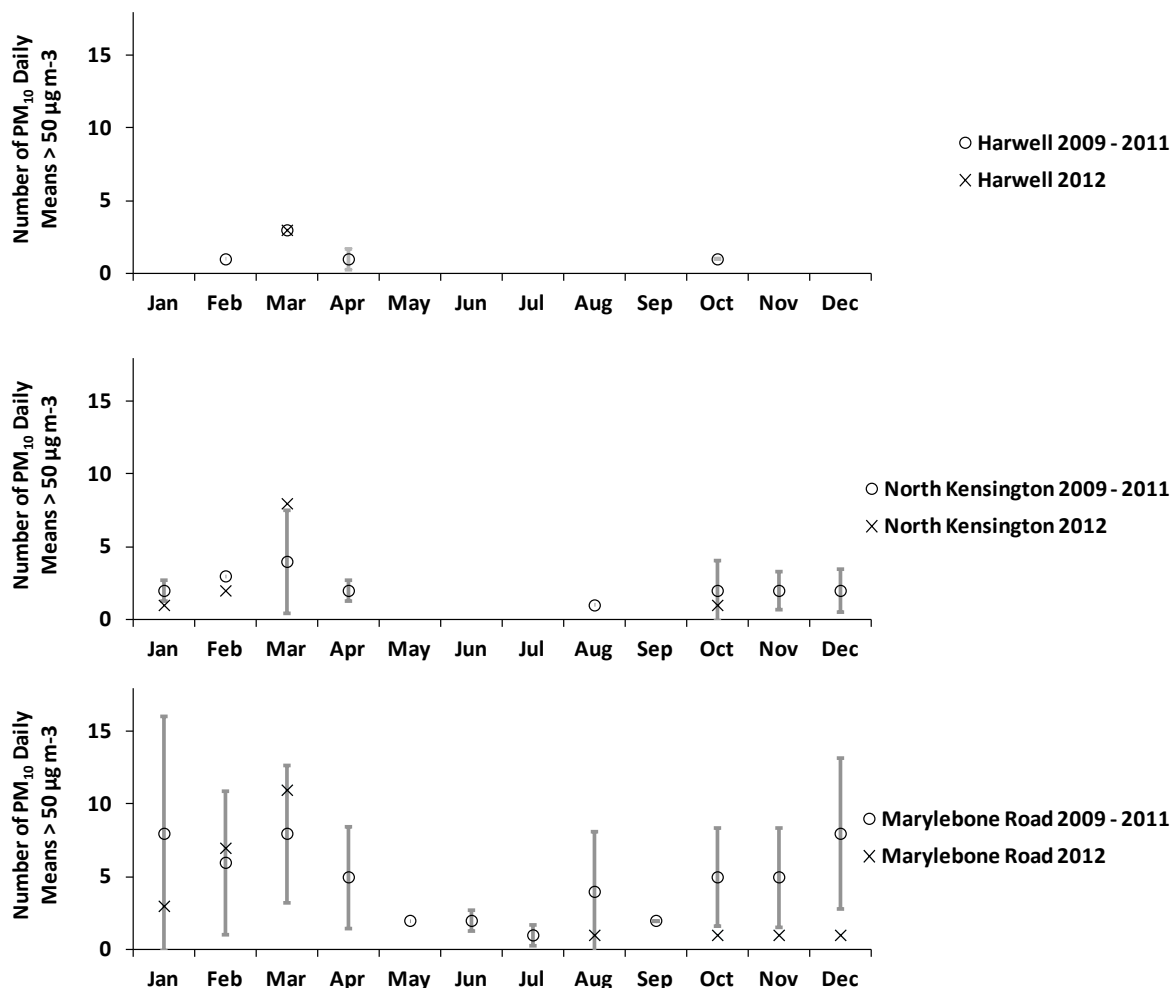 Number of PM₁₀ Daily
Means > 50 µg m-3
15
10
5
0
Jan Feb Mar Apr May Jun Jul Aug Sep Oct Nov Dec
Harwell 2009 - 2011
Harwell 2012
Number of PM₁₀ Daily
Means > 50 µg m-3
15
10
5
0
Jan Feb Mar Apr May Jun Jul Aug Sep Oct Nov Dec
North Kensington 2009 - 2011
North Kensington 2012
Number of PM₁₀ Daily
Means > 50 µg m-3
15
10
5
0
Jan Feb Mar Apr May Jun Jul Aug Sep Oct Nov Dec
Marylebone Road 2009 - 2011
Marylebone Road 2012